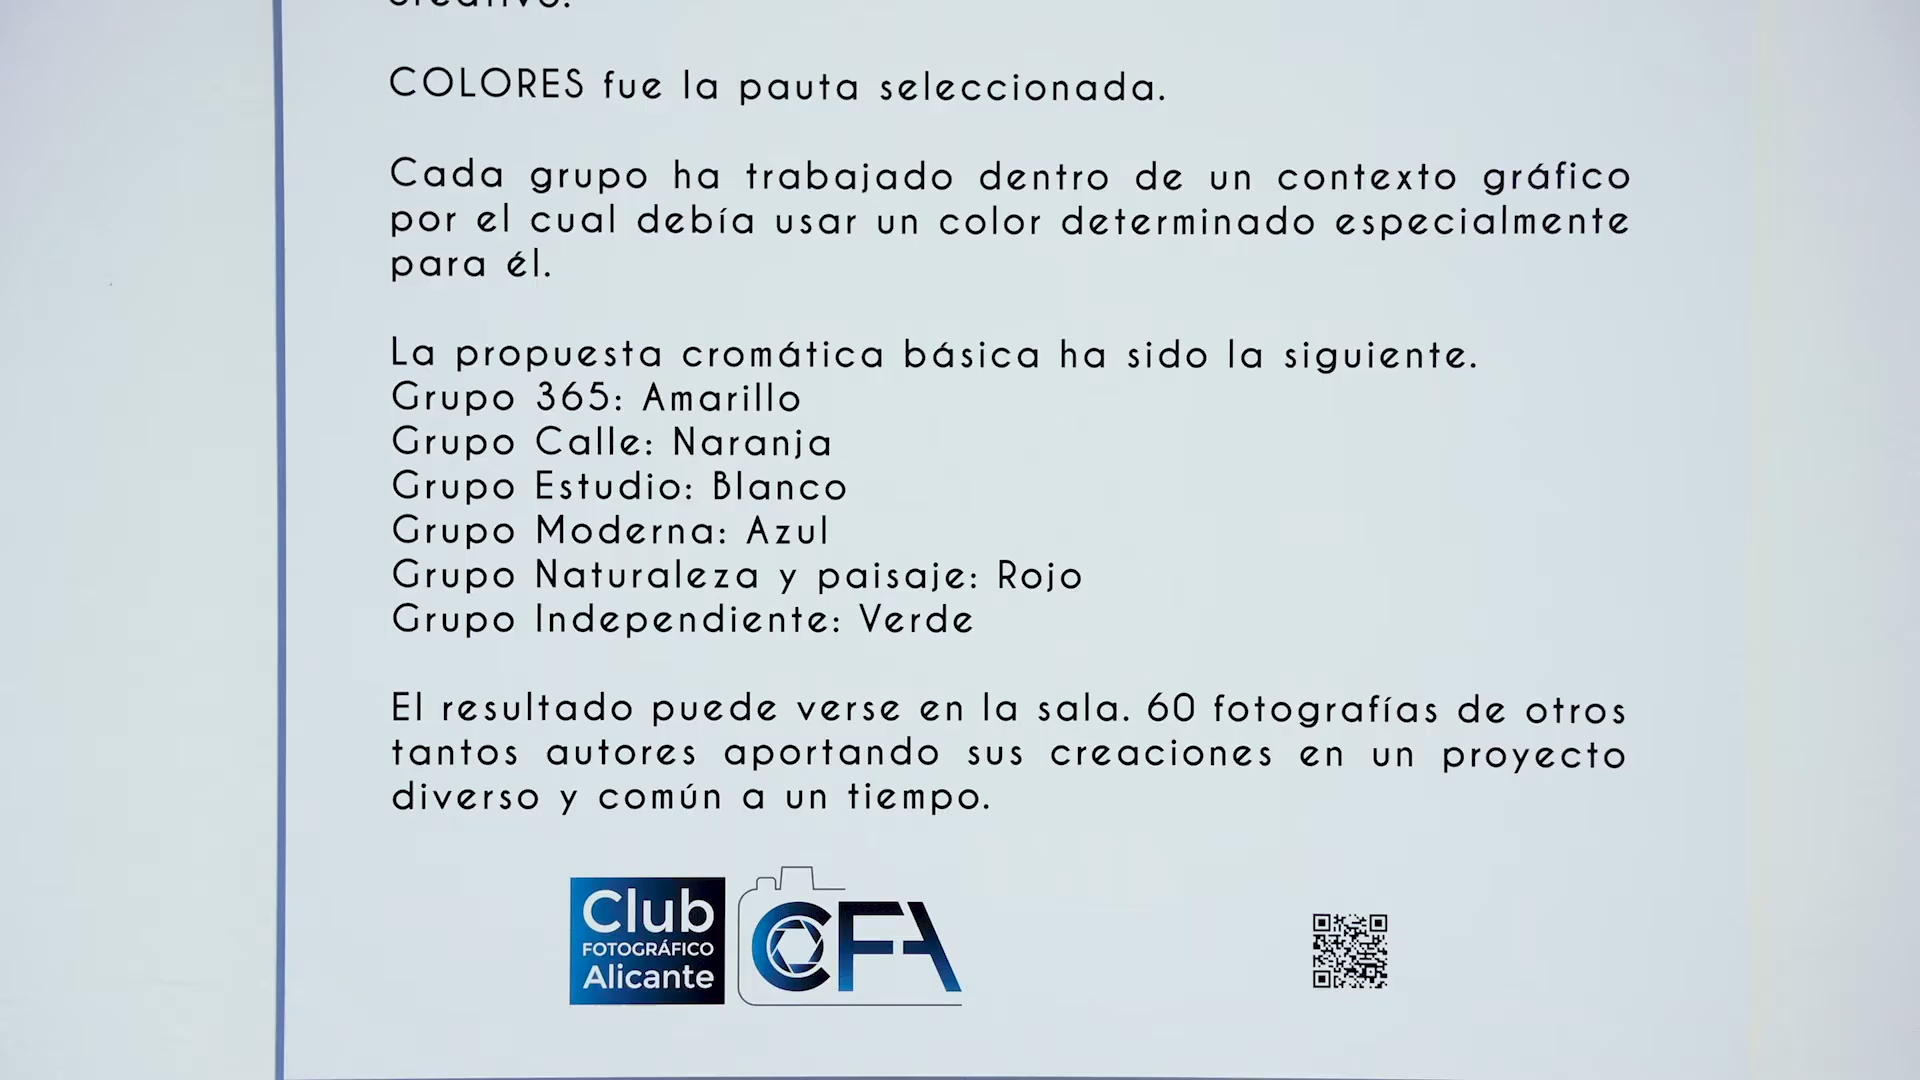 creativo.
COLORES fue la pauta seleccionada.
Cada grupo ha trabajado dentro de un contexto gráfico
por el cual debía usar un color determinado especialmente
para él.
La propuesta cromática básica ha sido la siguiente.
Grupo 365: Amarillo
Grupo Calle: Naranja
Grupo Estudio: Blanco
Grupo Moderna: Azul
Grupo Naturaleza y paisaje: Rojo
Grupo Independiente: Verde
El resultado puede verse en la sala. 60 fotografías de otros
tantos autores aportando sus creaciones en un proyecto
diverso y común a un tiempo.
Club
FOTOGRÁFICO
Alicante
CFA